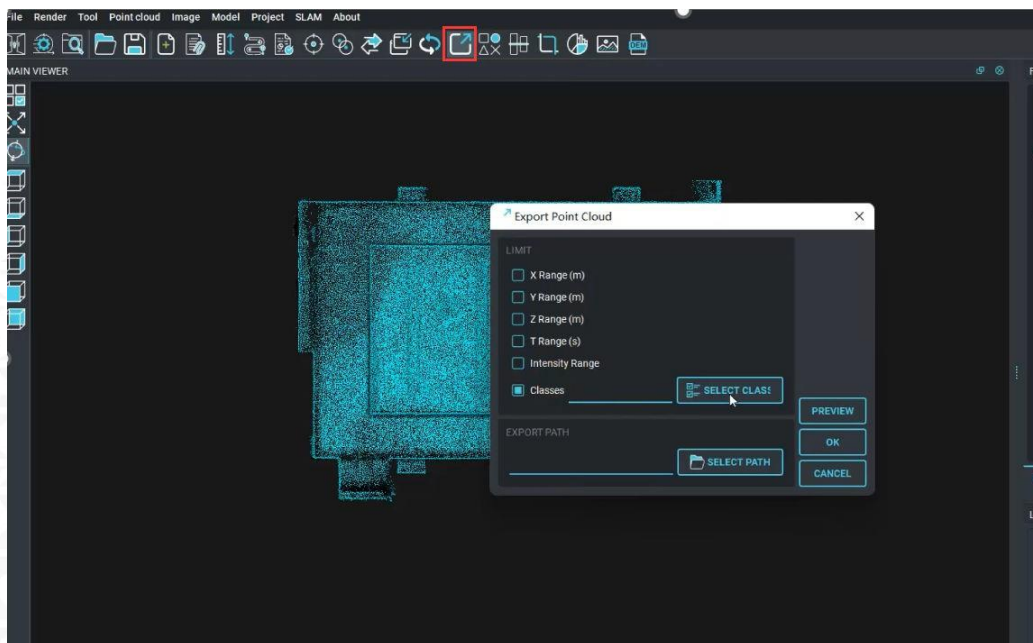 File Render Tool Point cloud Image Model Project SLAM About
DEM
MAIN VIEWER
Export Point Cloud
LIMIT
X Range (m)
Y Range (m)
Z Range (m)
T Range (s)
Intensity Range
Classes
SELECT CLASS
PREVIEW
EXPORT PATH
OK
SELECT PATH
CANCEL